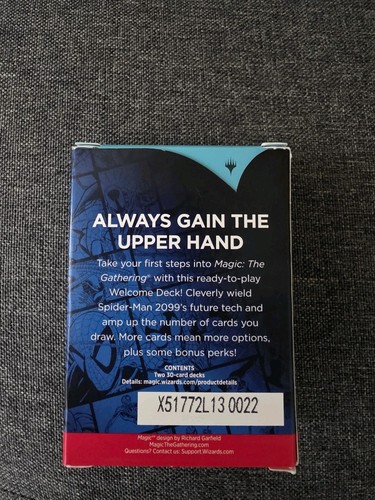 ALWAYS GAIN THE
UPPER HAND
Take your first steps into Magic: The
Gathering® with this ready-to-play
Welcome Deck! Cleverly wield
Spider-Man 2099's future tech and
amp up the number of cards you
draw. More cards mean more options,
plus some bonus perks!
CONTENTS
Two 30-card decks
Details: magic.wizards.com/productdetails
X51772L13 0022
Magic™ design by Richard Garfield
MagicTheGathering.com
Questions? Contact us: Support.Wizards.com